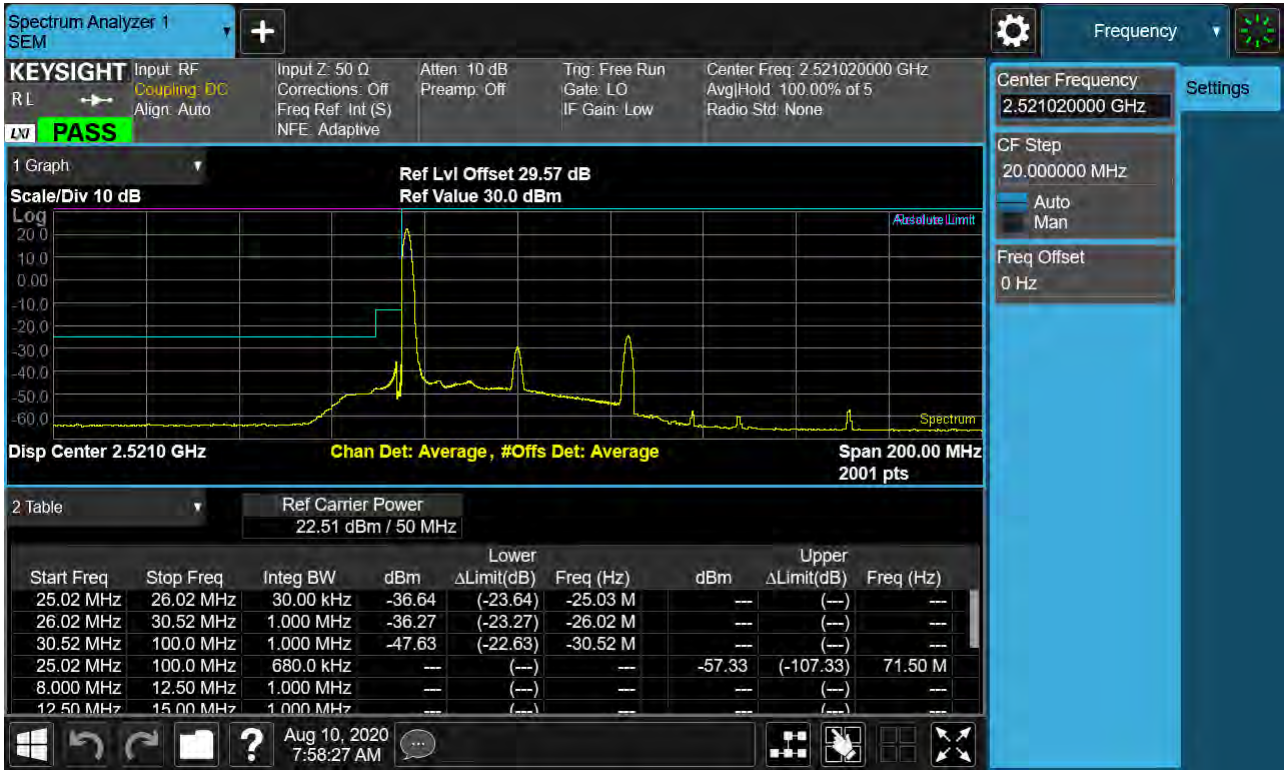 Spectrum Analyzer 1
SEM
+
Frequency
KEYSIGHT
Input: RF
Input Z: 50 Ω
Atten: 10 dB
Trig: Free Run
Center Freq: 2.521020000 GHz
R L
Coupling: DC
Corrections: Off
Preamp: Off
Gate: LO
Avg|Hold: 100.00% of 5
Align: Auto
Freq Ref: Int (S)
IF Gain: Low
Radio Std: None
LXI
PASS
NFE: Adaptive
Center Frequency
2.521020000 GHz
Settings
CF Step
20.000000 MHz
Auto
Man
Freq Offset
0 Hz
1 Graph
Ref Lvl Offset 29.57 dB
Scale/Div 10 dB
Ref Value 30.0 dBm
Log
Absolute Limit
20.0
10.0
0.00
-10.0
-20.0
-30.0
-40.0
-50.0
-60.0
Spectrum
Disp Center 2.5210 GHz
Chan Det: Average, #Offs Det: Average
Span 200.00 MHz
2001 pts
2 Table
Ref Carrier Power
22.51 dBm / 50 MHz
Lower Upper
Start Freq Stop Freq Integ BW dBm ΔLimit(dB) Freq (Hz) dBm ΔLimit(dB) Freq (Hz)
25.02 MHz 26.02 MHz 30.00 kHz -36.64 (-23.64) -25.03 M --- (---) ---
26.02 MHz 30.52 MHz 1.000 MHz -36.27 (-23.27) -26.02 M --- (---) ---
30.52 MHz 100.0 MHz 1.000 MHz -47.63 (-22.63) -30.52 M --- (---) ---
25.02 MHz 100.0 MHz 680.0 kHz --- (---) --- -57.33 (-107.33) 71.50 M
8.000 MHz 12.50 MHz 1.000 MHz --- (---) --- --- (---) ---
12.50 MHz 15.00 MHz 1.000 MHz --- (---) --- --- (---) ---
?
Aug 10, 2020
7:58:27 AM